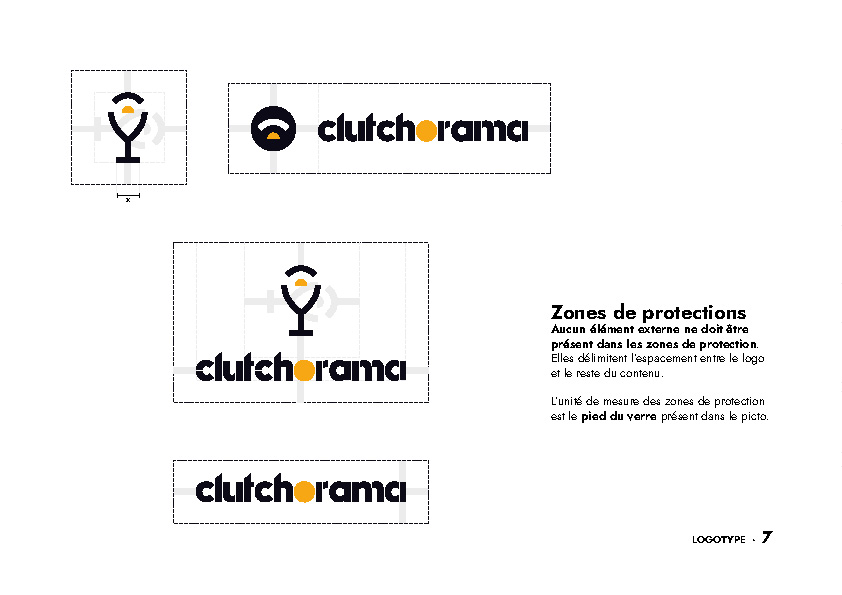 clutchorama
x
clutchorama
Zones de protections
Aucun élément externe ne doit être
présent dans les zones de protection.
Elles délimitent l'espacement entre le logo
et le reste du contenu.
L'unité de mesure des zones de protection
est le pied du verre présent dans le picto.
clutchorama
LOGOTYPE - 7